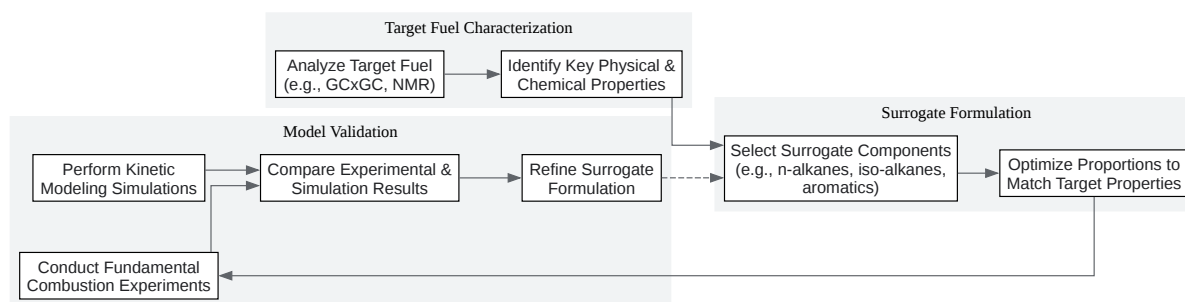 Target Fuel Characterization
Analyze Target Fuel
(e.g., GCxGC, NMR)
Identify Key Physical &
Chemical Properties
Surrogate Formulation
Select Surrogate Components
(e.g., n-alkanes, iso-alkanes,
aromatics)
Optimize Proportions to
Match Target Properties
Model Validation
Perform Kinetic
Modeling Simulations
Compare Experimental &
Simulation Results
Refine Surrogate
Formulation
Conduct Fundamental
Combustion Experiments